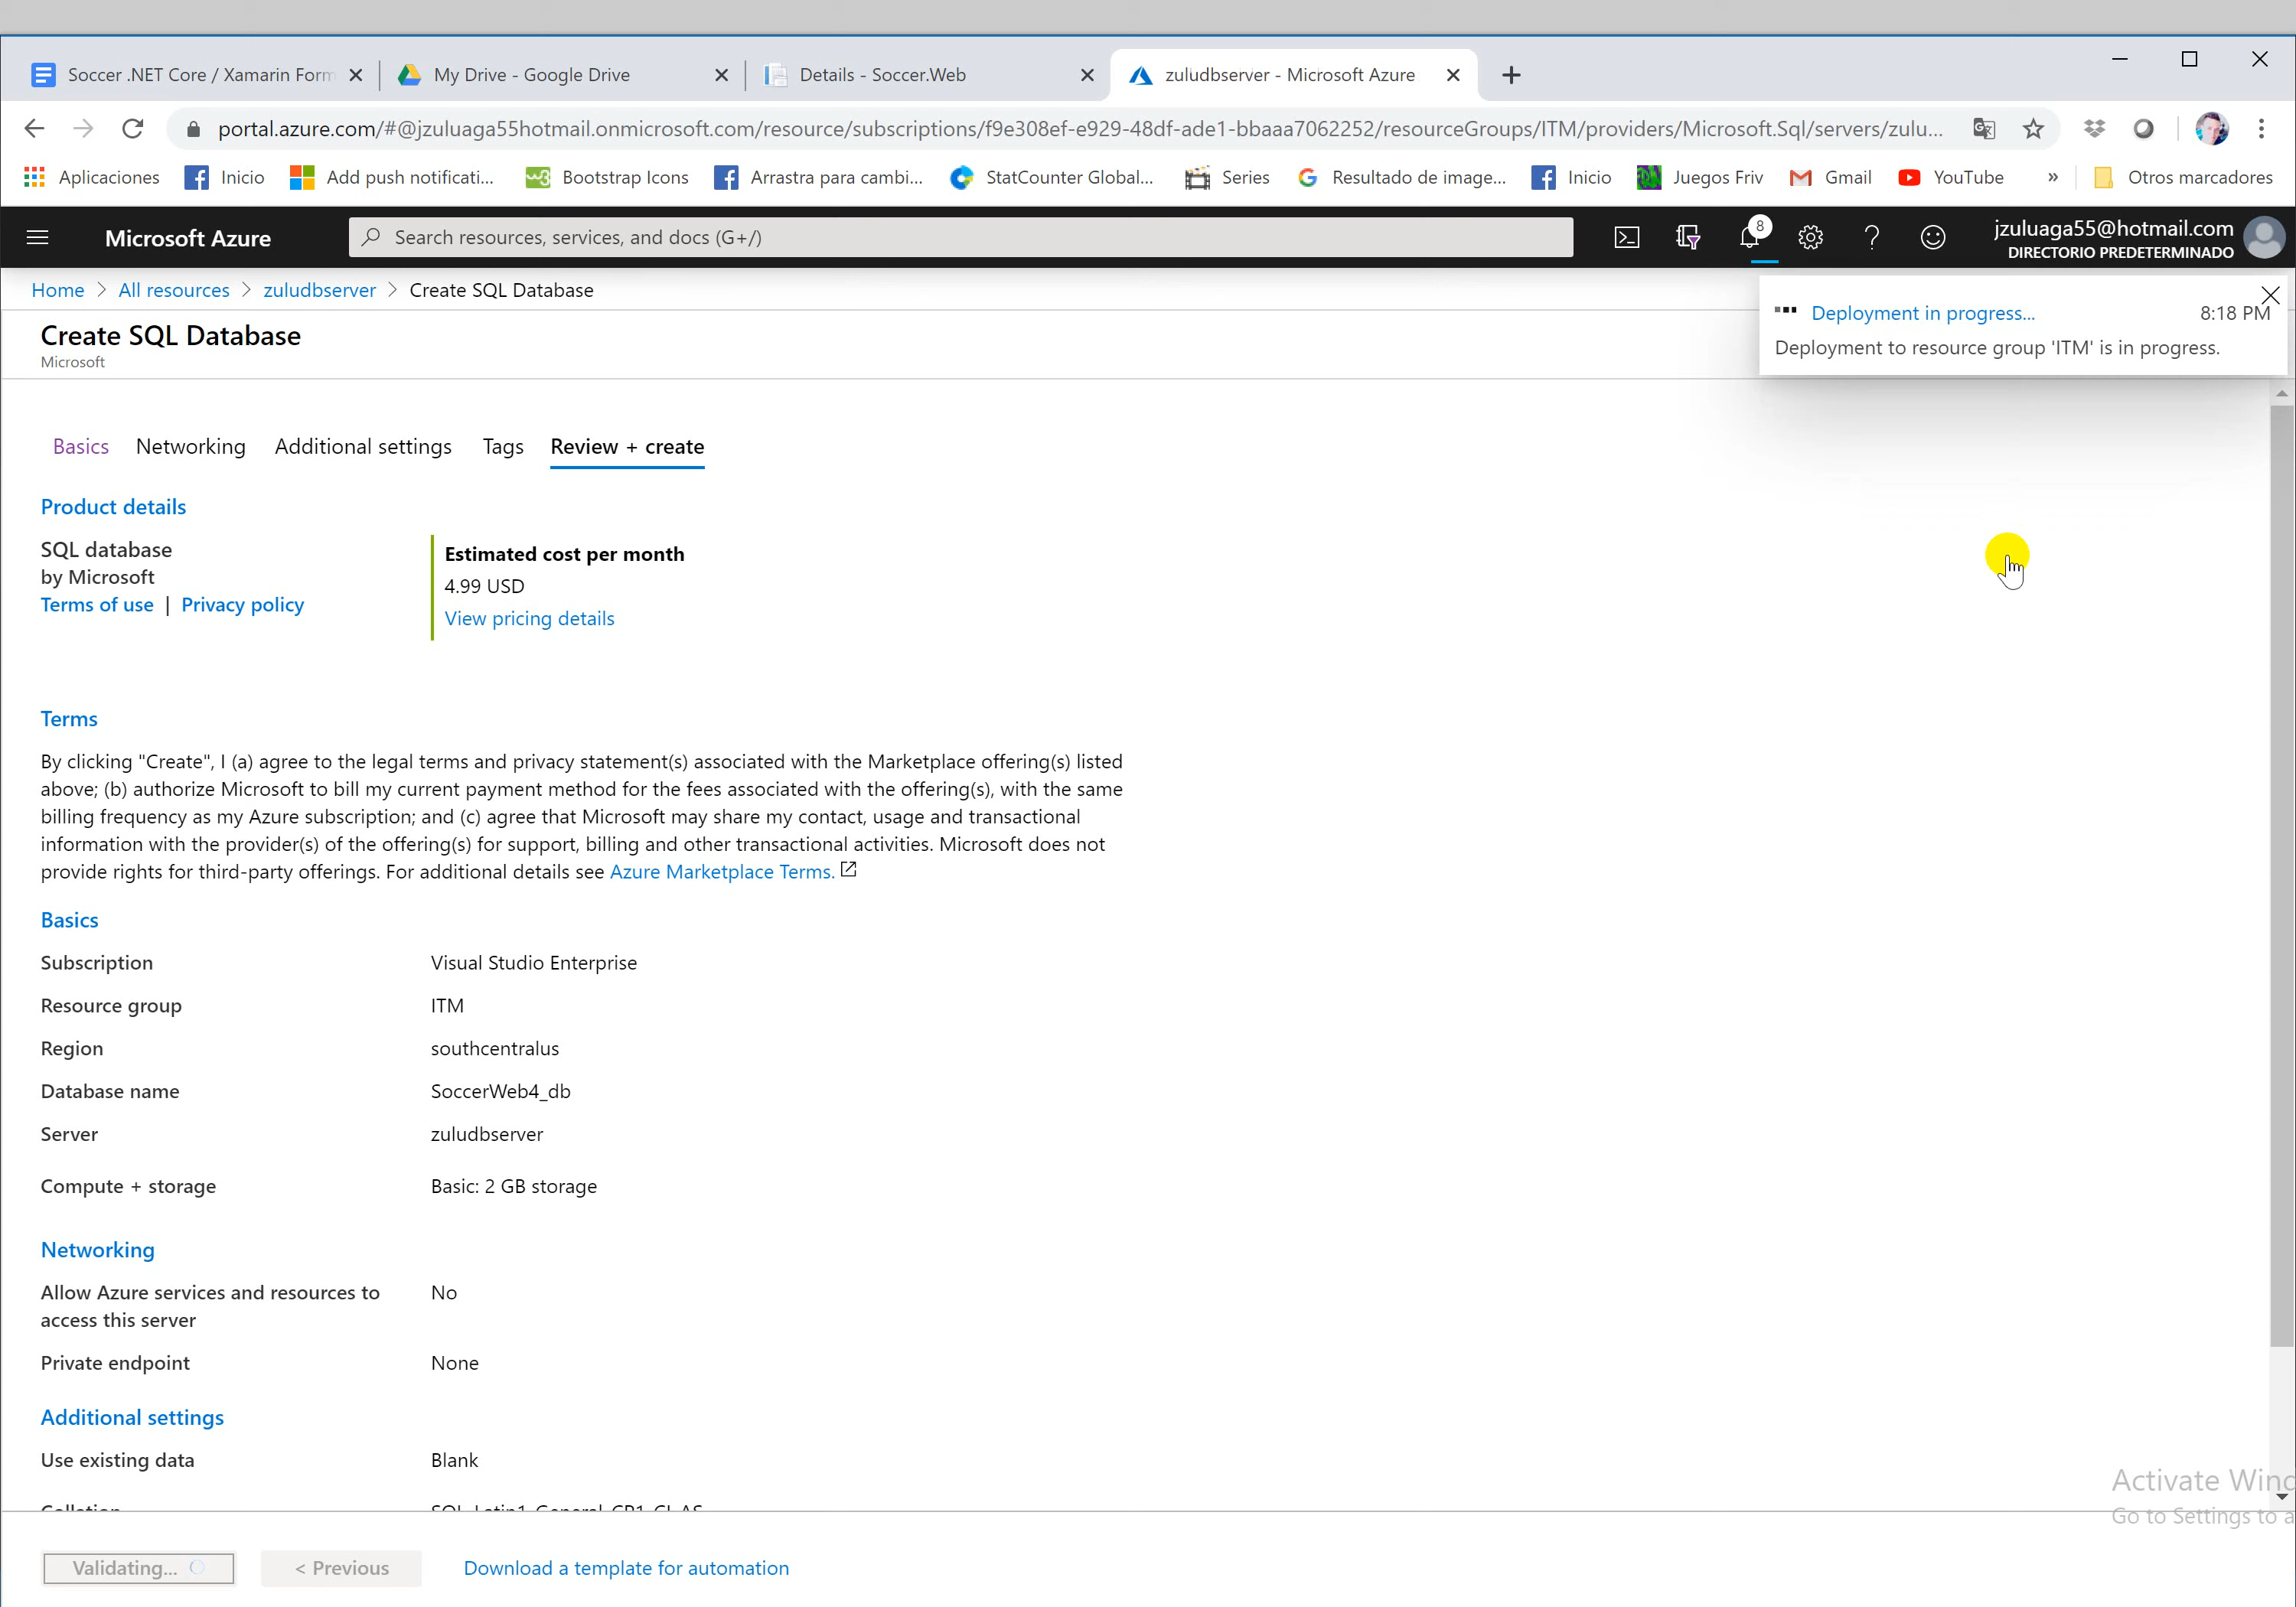 Soccer .NET Core / Xamarin Form
My Drive - Google Drive
Details - Soccer.Web
zuludbserver - Microsoft Azure
portal.azure.com/#@jzuluaga55hotmail.onmicrosoft.com/resource/subscriptions/f9e308ef-e929-48df-ade1-bbaaa7062252/resourceGroups/ITM/providers/Microsoft.Sql/servers/zulu...
Aplicaciones
Inicio
Add push notificati...
Bootstrap Icons
Arrastra para cambi...
StatCounter Global...
Series
Resultado de image...
Inicio
Juegos Friv
Gmail
YouTube
»
Otros marcadores
Microsoft Azure
Search resources, services, and docs (G+/)
8
jzuluaga55@hotmail.com
DIRECTORIO PREDETERMINADO
Home > All resources > zuludbserver > Create SQL Database
Deployment in progress...
8:18 PM
Deployment to resource group 'ITM' is in progress.
Create SQL Database
Microsoft
Basics Networking Additional settings Tags Review + create
Product details
SQL database
by Microsoft
Terms of use | Privacy policy
Estimated cost per month
4.99 USD
View pricing details
Terms
By clicking "Create", I (a) agree to the legal terms and privacy statement(s) associated with the Marketplace offering(s) listed
above; (b) authorize Microsoft to bill my current payment method for the fees associated with the offering(s), with the same
billing frequency as my Azure subscription; and (c) agree that Microsoft may share my contact, usage and transactional
information with the provider(s) of the offering(s) for support, billing and other transactional activities. Microsoft does not
provide rights for third-party offerings. For additional details see Azure Marketplace Terms.
Basics
Subscription Visual Studio Enterprise
Resource group ITM
Region southcentralus
Database name SoccerWeb4_db
Server zuludbserver
Compute + storage Basic: 2 GB storage
Networking
Allow Azure services and resources to No
access this server
Private endpoint None
Additional settings
Use existing data Blank
Collation SQL_Latin1_General_CP1_CI_AS
Activate Wind
Go to Settings to a
Validating...
< Previous
Download a template for automation